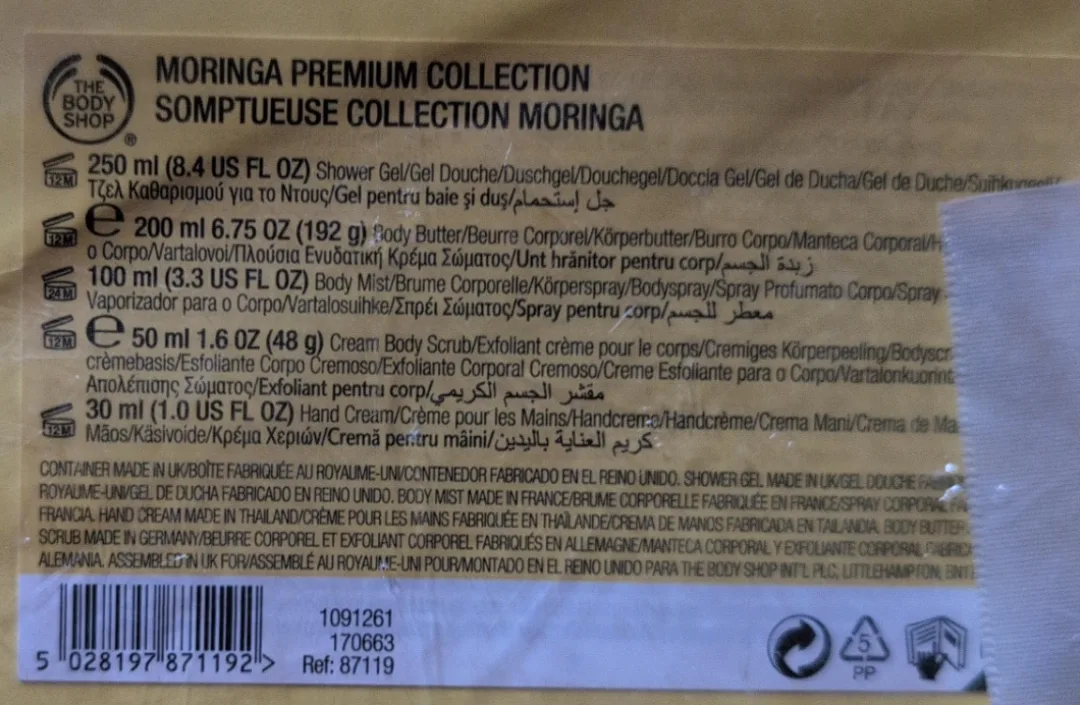 THE
BODY
SHOP
®
MORINGA PREMIUM COLLECTION
SOMPTUEUSE COLLECTION MORINGA
12M 250 ml (8.4 US FL OZ) Shower Gel/Gel Douche/Duschgel/Douchegel/Doccia Gel/Gel de Ducha/Gel de Duche/
Τζελ Καθαρισμού για το Ντους/Gel pentru baie şi duş/جل إستحمام
12M e 200 ml 6.75 OZ (192 g) Body Butter/Beurre Corporel/Körperbutter/Burro Corpo/Manteca Corporal/H
o Corpo/Vartalovoi/Πλούσια Ενυδατική Κρέμα Σώματος/Unt hrănitor pentru corp/زبدة الجسم
24M 100 ml (3.3 US FL OZ) Body Mist/Brume Corporelle/Körperspray/Bodyspray/Spray Profumato Corpo/Spray
Vaporizador para o Corpo/Vartalosuihke/Σπρέι Σώματος/Spray pentru corp/معطر للجسم
12M e 50 ml 1.6 OZ (48 g) Cream Body Scrub/Exfoliant crème pour le corps/Cremiges Körperpeeling/Bodyscr
crèmebasis/Esfoliante Corpo Cremoso/Exfoliante Corporal Cremoso/Creme Esfoliante para o Corpo/Vartalonkuorint
Απολέπισης Σώματος/Exfoliant pentru corp/مقشر الجسم الكريمي
12M 30 ml (1.0 US FL OZ) Hand Cream/Crème pour les Mains/Handcreme/Handcrème/Crema Mani/Crema de Ma
Mãos/Käsivoide/Κρέμα Χεριών/Cremă pentru mâini/كريم العناية باليدين
CONTAINER MADE IN UK/BOÎTE FABRIQUÉE AU ROYAUME-UNI/CONTENEDOR FABRICADO EN EL REINO UNIDO. SHOWER GEL MADE IN UK/GEL DOUCHE
ROYAUME-UNI/GEL DE DUCHA FABRICADO EN REINO UNIDO. BODY MIST MADE IN FRANCE/BRUME CORPORELLE FABRIQUÉE EN FRANCE/SPRAY CORPORAL
FRANCIA. HAND CREAM MADE IN THAILAND/CRÈME POUR LES MAINS FABRIQUÉE EN THAÏLANDE/CREMA DE MANOS FABRICADA EN TAILANDIA. BODY BUTTER
SCRUB MADE IN GERMANY/BEURRE CORPOREL ET EXFOLIANT CORPOREL FABRIQUÉS EN ALLEMAGNE/MANTECA CORPORAL Y EXFOLIANTE CORPORAL
ALEMANIA. ASSEMBLED IN UK FOR/ASSEMBLÉ AU ROYAUME-UNI POUR/MONTADO EN EL REINO UNIDO PARA THE BODY SHOP INT'L PLC, LITTLEHAMPTON,
5 028197 871192 >
1091261
170663
Ref: 87119
5
PP